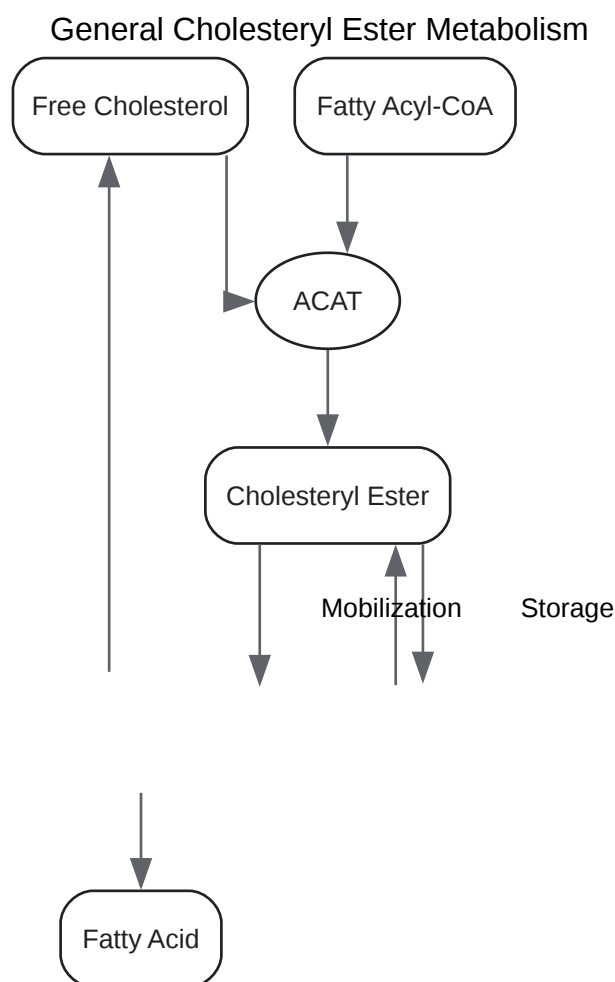 General Cholesteryl Ester Metabolism
Free Cholesterol
Fatty Acyl-CoA
ACAT
Cholesteryl Ester
Mobilization
Storage
Fatty Acid